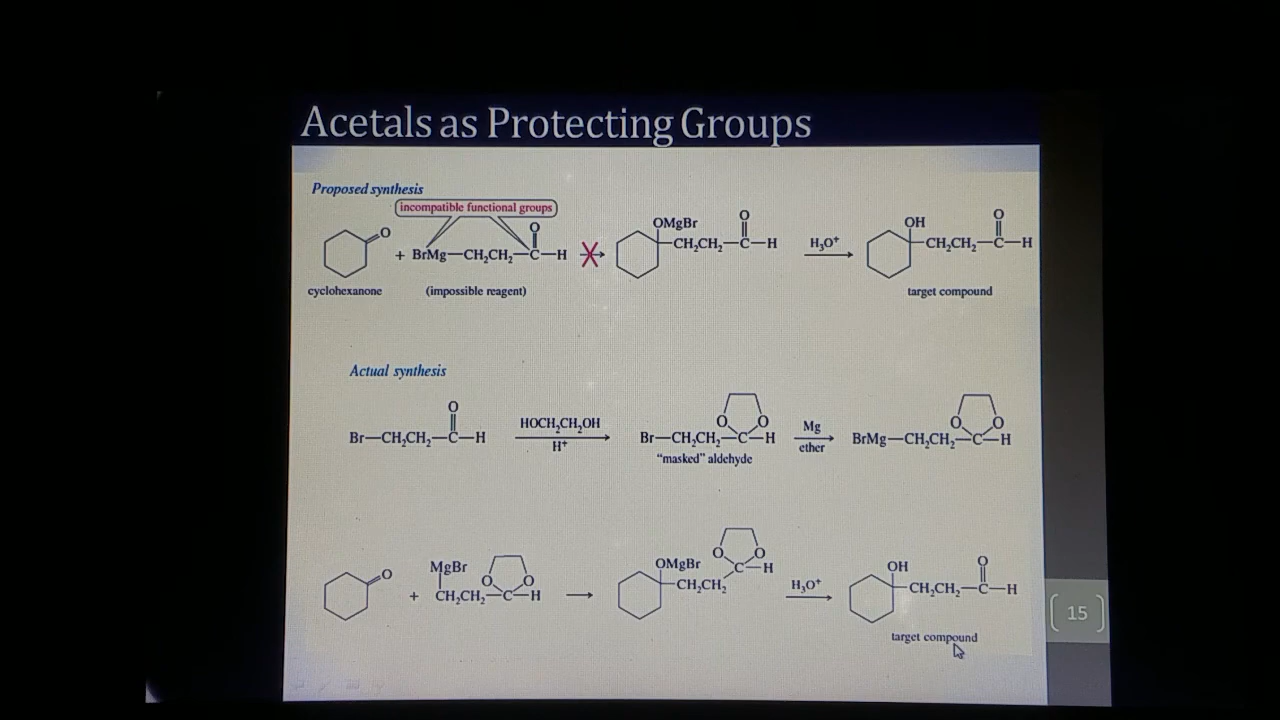 Acetals as Protecting Groups
Proposed synthesis
incompatible functional groups
O
+ BrMg—CH₂CH₂—C—H
O
OMgBr
CH₂CH₂—C—H
O
H₃O⁺
OH
CH₂CH₂—C—H
O
cyclohexanone
(impossible reagent)
target compound
Actual synthesis
O
Br—CH₂CH₂—C—H
HOCH₂CH₂OH
H⁺
O O
Br—CH₂CH₂—C—H
"masked" aldehyde
Mg
ether
O O
BrMg—CH₂CH₂—C—H
O
+
MgBr
O O
CH₂CH₂—C—H
OMgBr
O O
C—H
CH₂CH₂
H₃O⁺
OH
O
CH₂CH₂—C—H
target compound
15